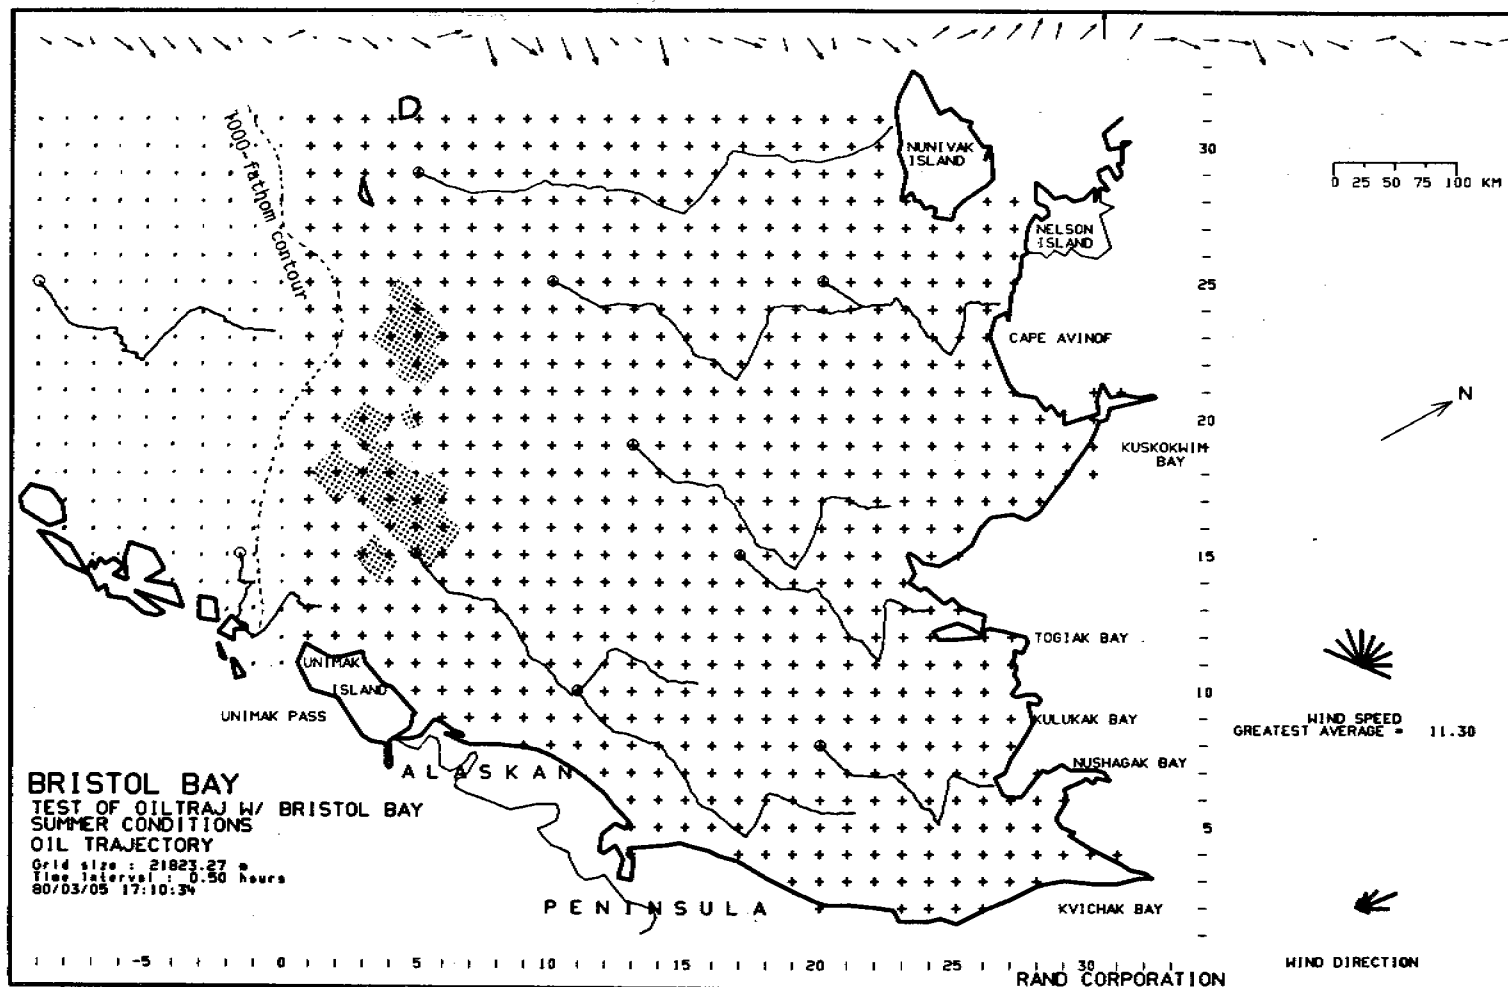 1000-fathom contour
NUNIVAK
ISLAND
30
0 25 50 75 100 KM
NELSON
ISLAND
25
CAPE AVINOF
N
20
KUSKOKWIM
BAY
15
TOGIAK BAY
UNIMAK
ISLAND
10
UNIMAK PASS
KULUKAK BAY
WIND SPEED
GREATEST AVERAGE = 11.30
NUSHAGAK BAY
ALASKAN
BRISTOL BAY
TEST OF OILTRAJ W/ BRISTOL BAY
SUMMER CONDITIONS
OIL TRAJECTORY
5
Grid size : 21823.27 m
Time interval : 0.50 hours
80/03/05 17:10:34
PENINSULA
KVICHAK BAY
-5 0 5 10 15 20 25 30
WIND DIRECTION
RAND CORPORATION